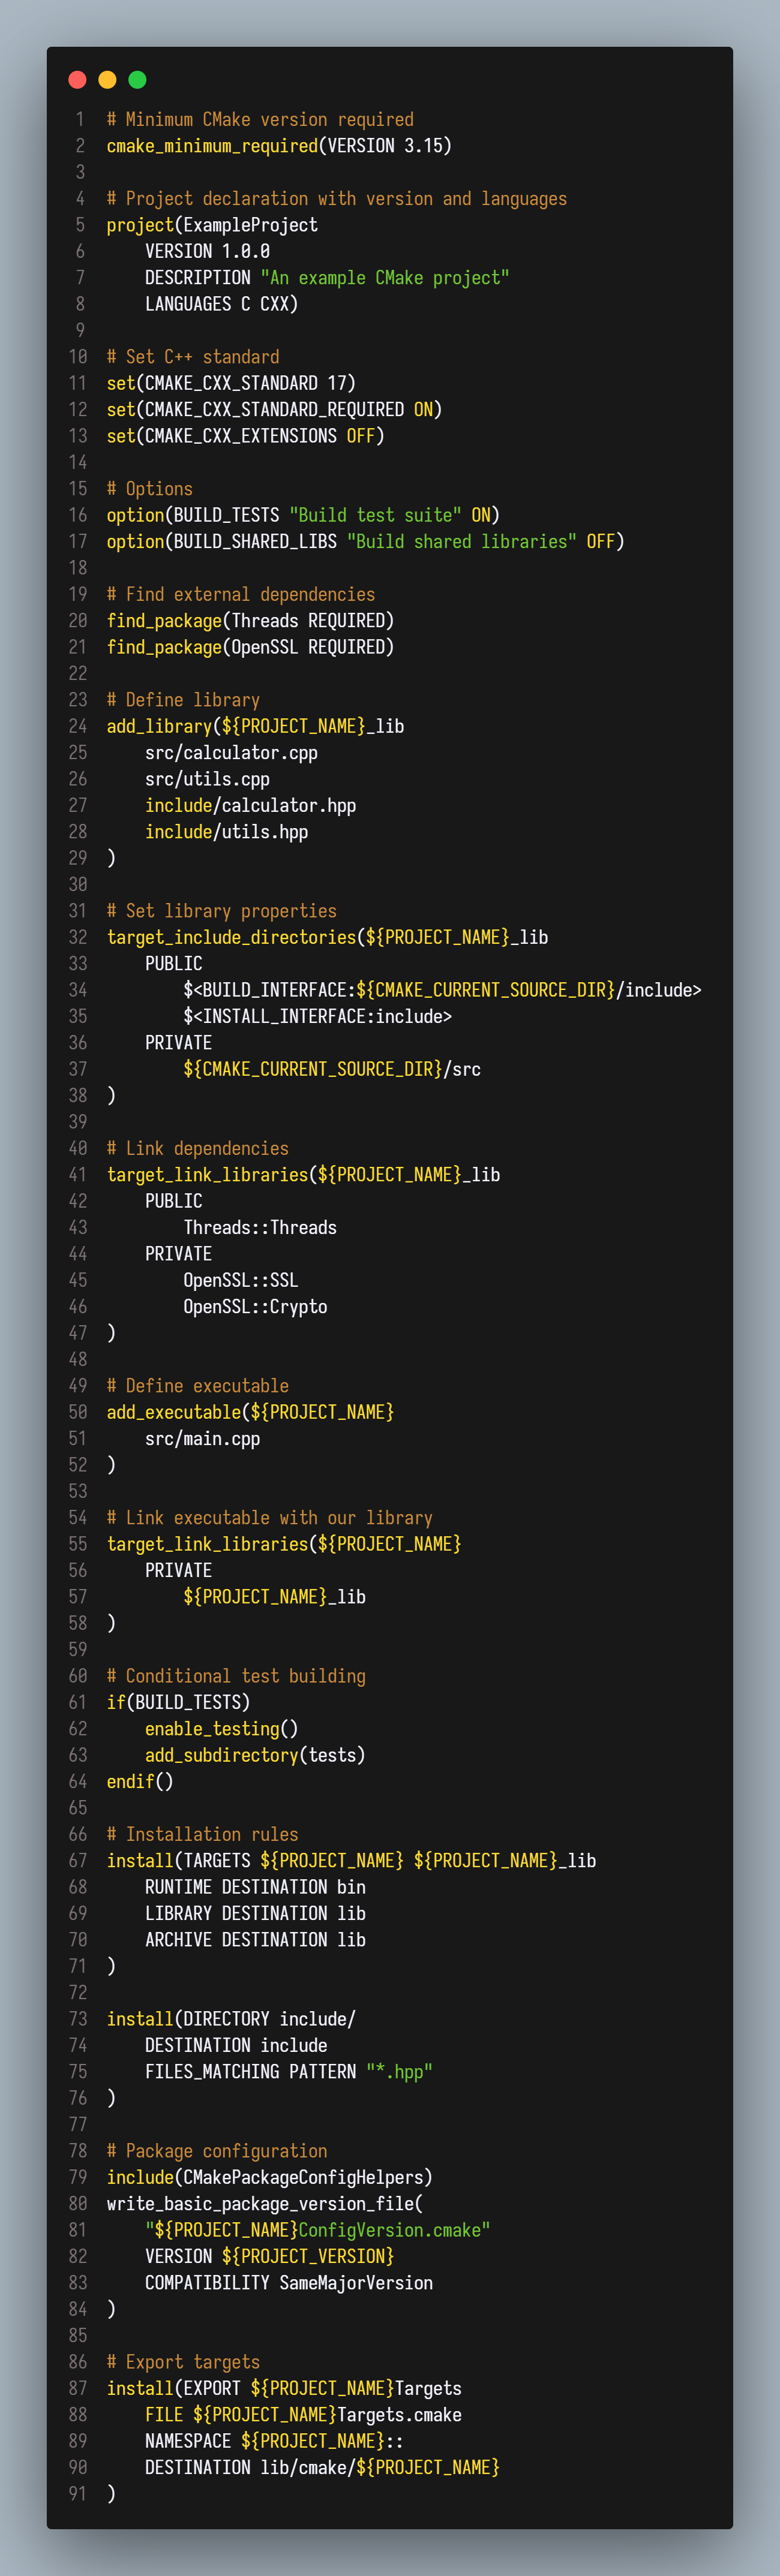 1 # Minimum CMake version required
2 cmake_minimum_required(VERSION 3.15)
3
4 # Project declaration with version and languages
5 project(ExampleProject
6     VERSION 1.0.0
7     DESCRIPTION "An example CMake project"
8     LANGUAGES C CXX)
9
10 # Set C++ standard
11 set(CMAKE_CXX_STANDARD 17)
12 set(CMAKE_CXX_STANDARD_REQUIRED ON)
13 set(CMAKE_CXX_EXTENSIONS OFF)
14
15 # Options
16 option(BUILD_TESTS "Build test suite" ON)
17 option(BUILD_SHARED_LIBS "Build shared libraries" OFF)
18
19 # Find external dependencies
20 find_package(Threads REQUIRED)
21 find_package(OpenSSL REQUIRED)
22
23 # Define library
24 add_library(${PROJECT_NAME}_lib
25     src/calculator.cpp
26     src/utils.cpp
27     include/calculator.hpp
28     include/utils.hpp
29 )
30
31 # Set library properties
32 target_include_directories(${PROJECT_NAME}_lib
33     PUBLIC
34         $<BUILD_INTERFACE:${CMAKE_CURRENT_SOURCE_DIR}/include>
35         $<INSTALL_INTERFACE:include>
36     PRIVATE
37         ${CMAKE_CURRENT_SOURCE_DIR}/src
38 )
39
40 # Link dependencies
41 target_link_libraries(${PROJECT_NAME}_lib
42     PUBLIC
43         Threads::Threads
44     PRIVATE
45         OpenSSL::SSL
46         OpenSSL::Crypto
47 )
48
49 # Define executable
50 add_executable(${PROJECT_NAME}
51     src/main.cpp
52 )
53
54 # Link executable with our library
55 target_link_libraries(${PROJECT_NAME}
56     PRIVATE
57         ${PROJECT_NAME}_lib
58 )
59
60 # Conditional test building
61 if(BUILD_TESTS)
62     enable_testing()
63     add_subdirectory(tests)
64 endif()
65
66 # Installation rules
67 install(TARGETS ${PROJECT_NAME} ${PROJECT_NAME}_lib
68     RUNTIME DESTINATION bin
69     LIBRARY DESTINATION lib
70     ARCHIVE DESTINATION lib
71 )
72
73 install(DIRECTORY include/
74     DESTINATION include
75     FILES_MATCHING PATTERN "*.hpp"
76 )
77
78 # Package configuration
79 include(CMakePackageConfigHelpers)
80 write_basic_package_version_file(
81     "${PROJECT_NAME}ConfigVersion.cmake"
82     VERSION ${PROJECT_VERSION}
83     COMPATIBILITY SameMajorVersion
84 )
85
86 # Export targets
87 install(EXPORT ${PROJECT_NAME}Targets
88     FILE ${PROJECT_NAME}Targets.cmake
89     NAMESPACE ${PROJECT_NAME}::
90     DESTINATION lib/cmake/${PROJECT_NAME}
91 )